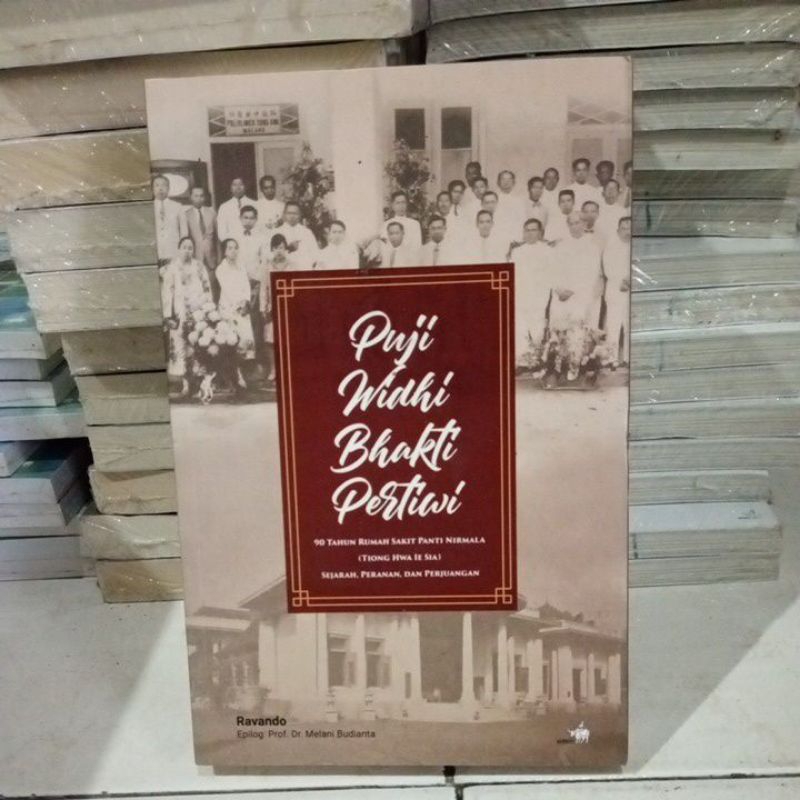 MALANG
Puji
Widhi
Bhakti
Pertiwi
90 Tahun Rumah Sakit Panti Nirmala
(Tiong Hwa Ie Sia)
Sejarah, Peranan, dan Perjuangan
Ravando
Epilog: Prof. Dr. Melani Budianta